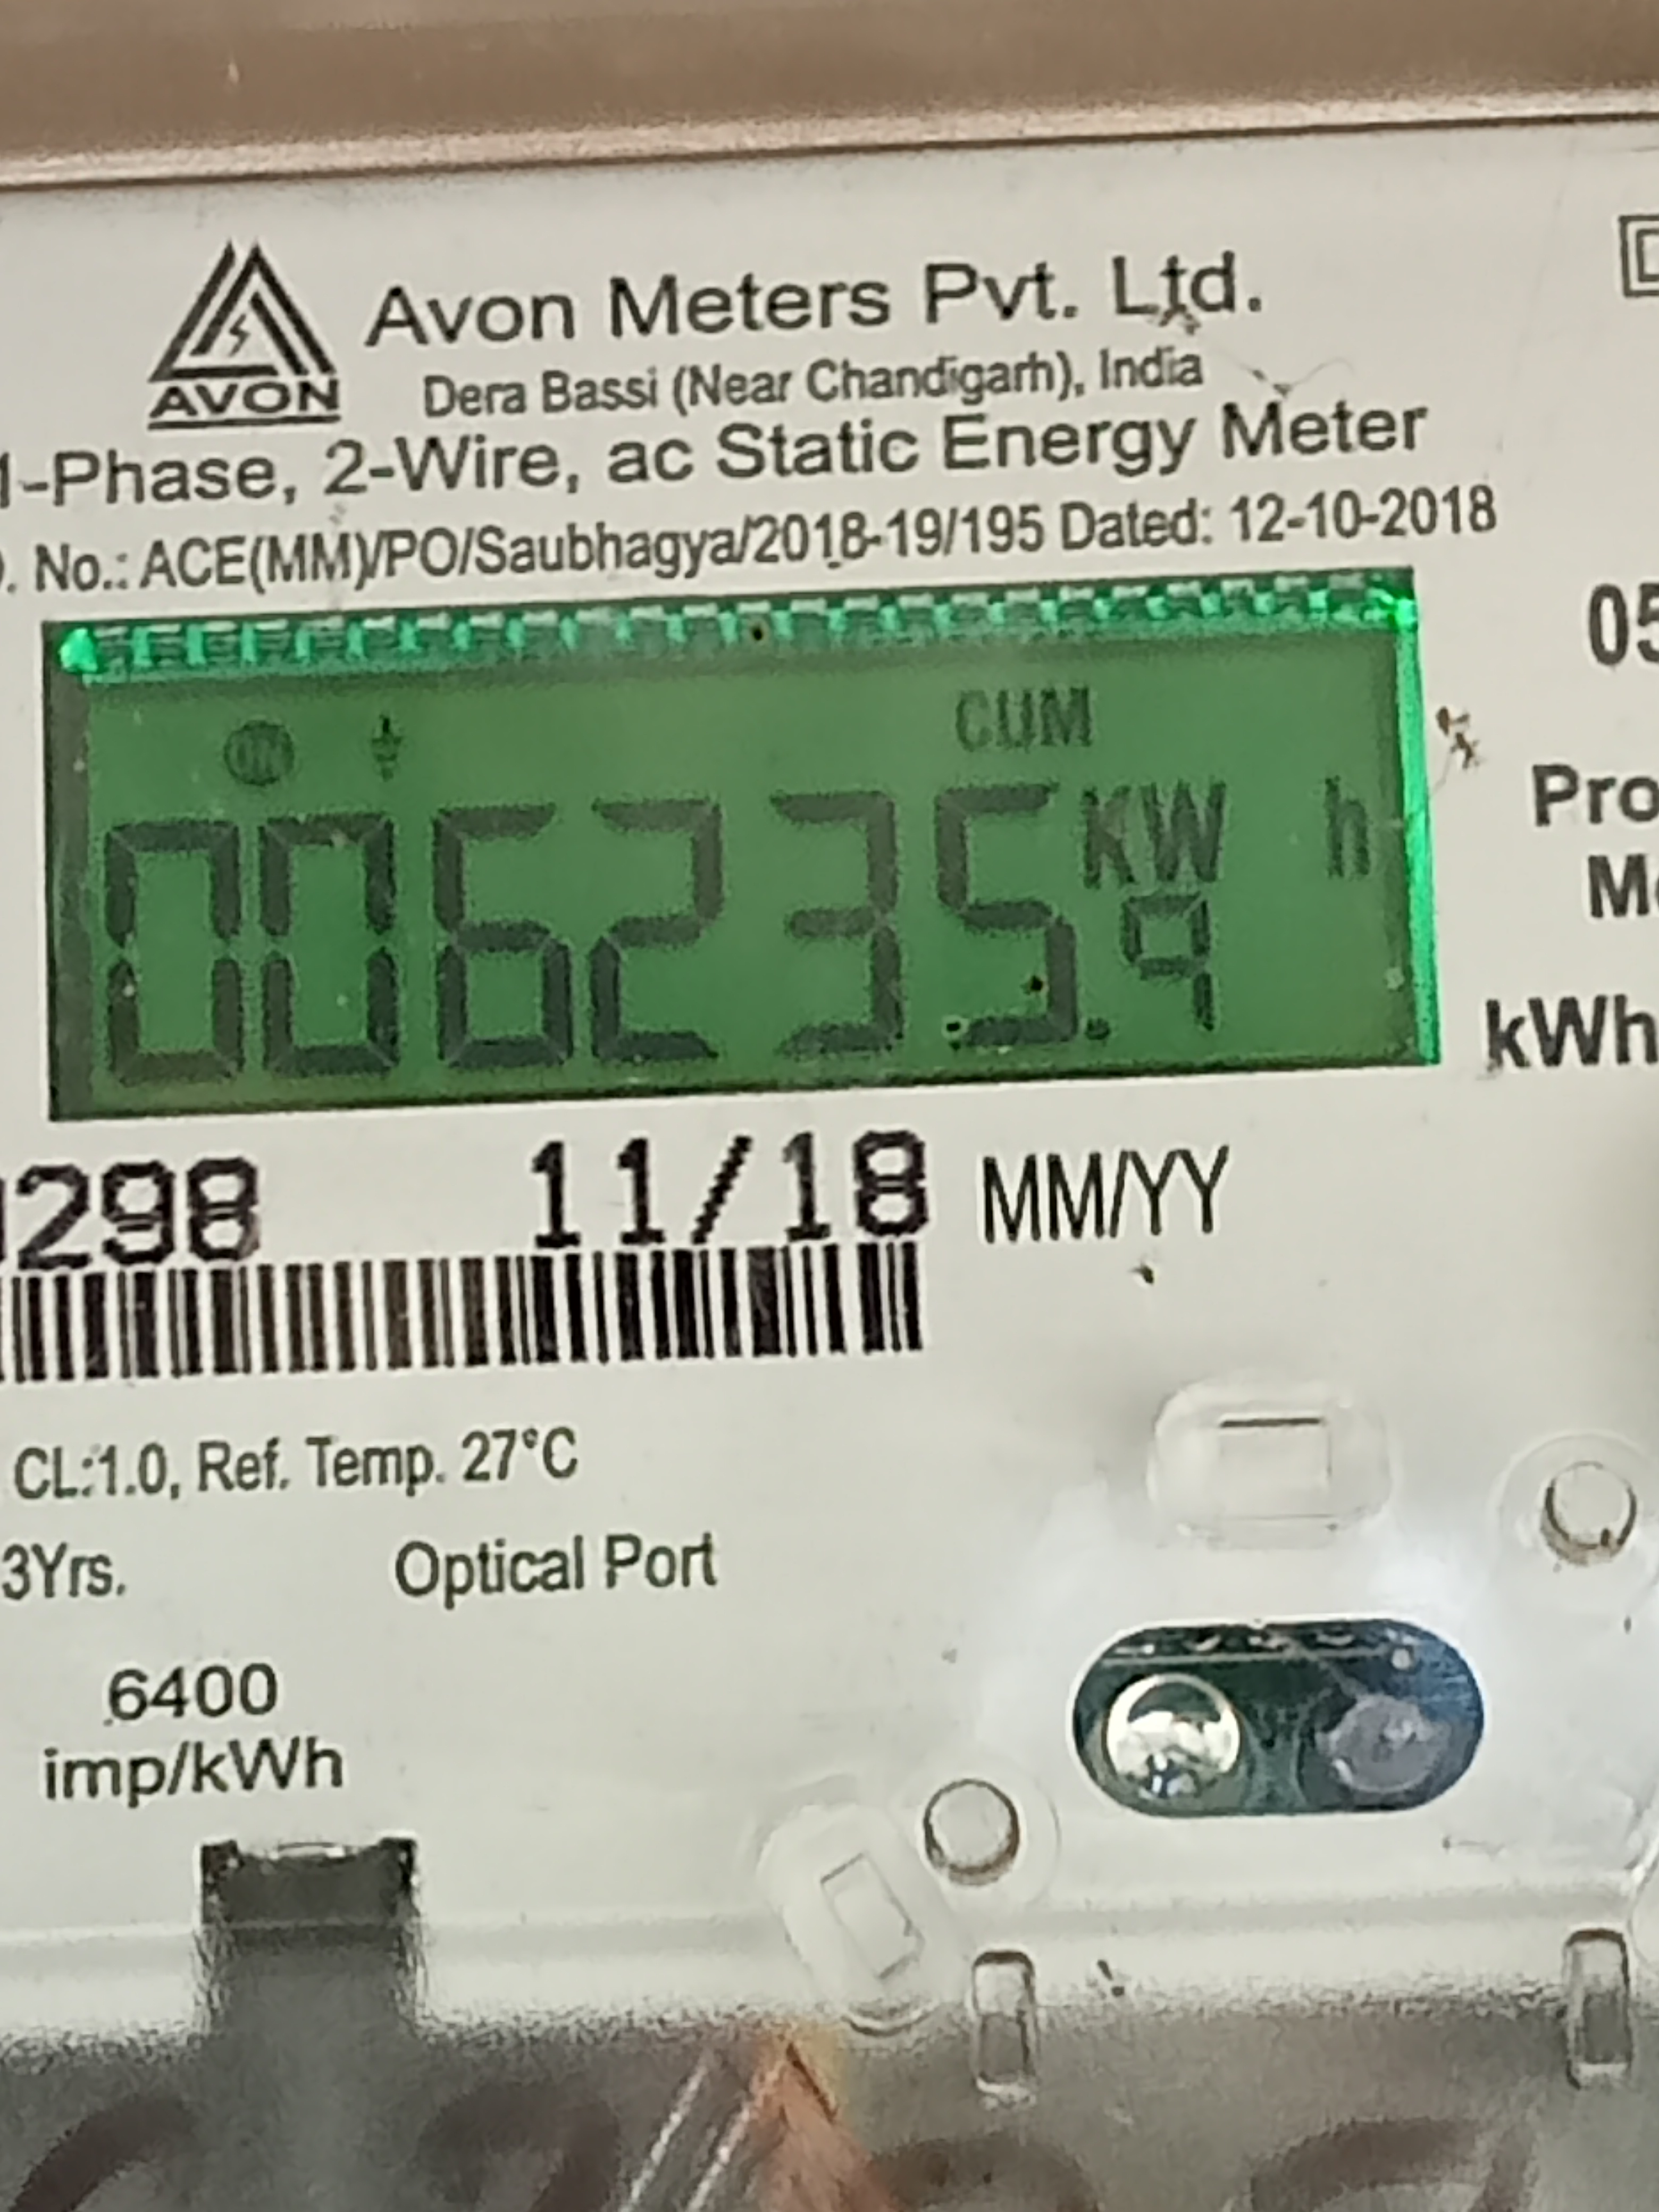 Avon Meters Pvt. Ltd.
AVON
Dera Bassi (Near Chandigarh), India
1-Phase, 2-Wire, ac Static Energy Meter
. No.: ACE(MM)/PO/Saubhagya/2018-19/195 Dated: 12-10-2018
05
ON
CUM
006235.9 KW h
Pro
kWh
298 11/18 MM/YY
CL:1.0, Ref. Temp. 27°C
3Yrs. Optical Port
6400
imp/kWh